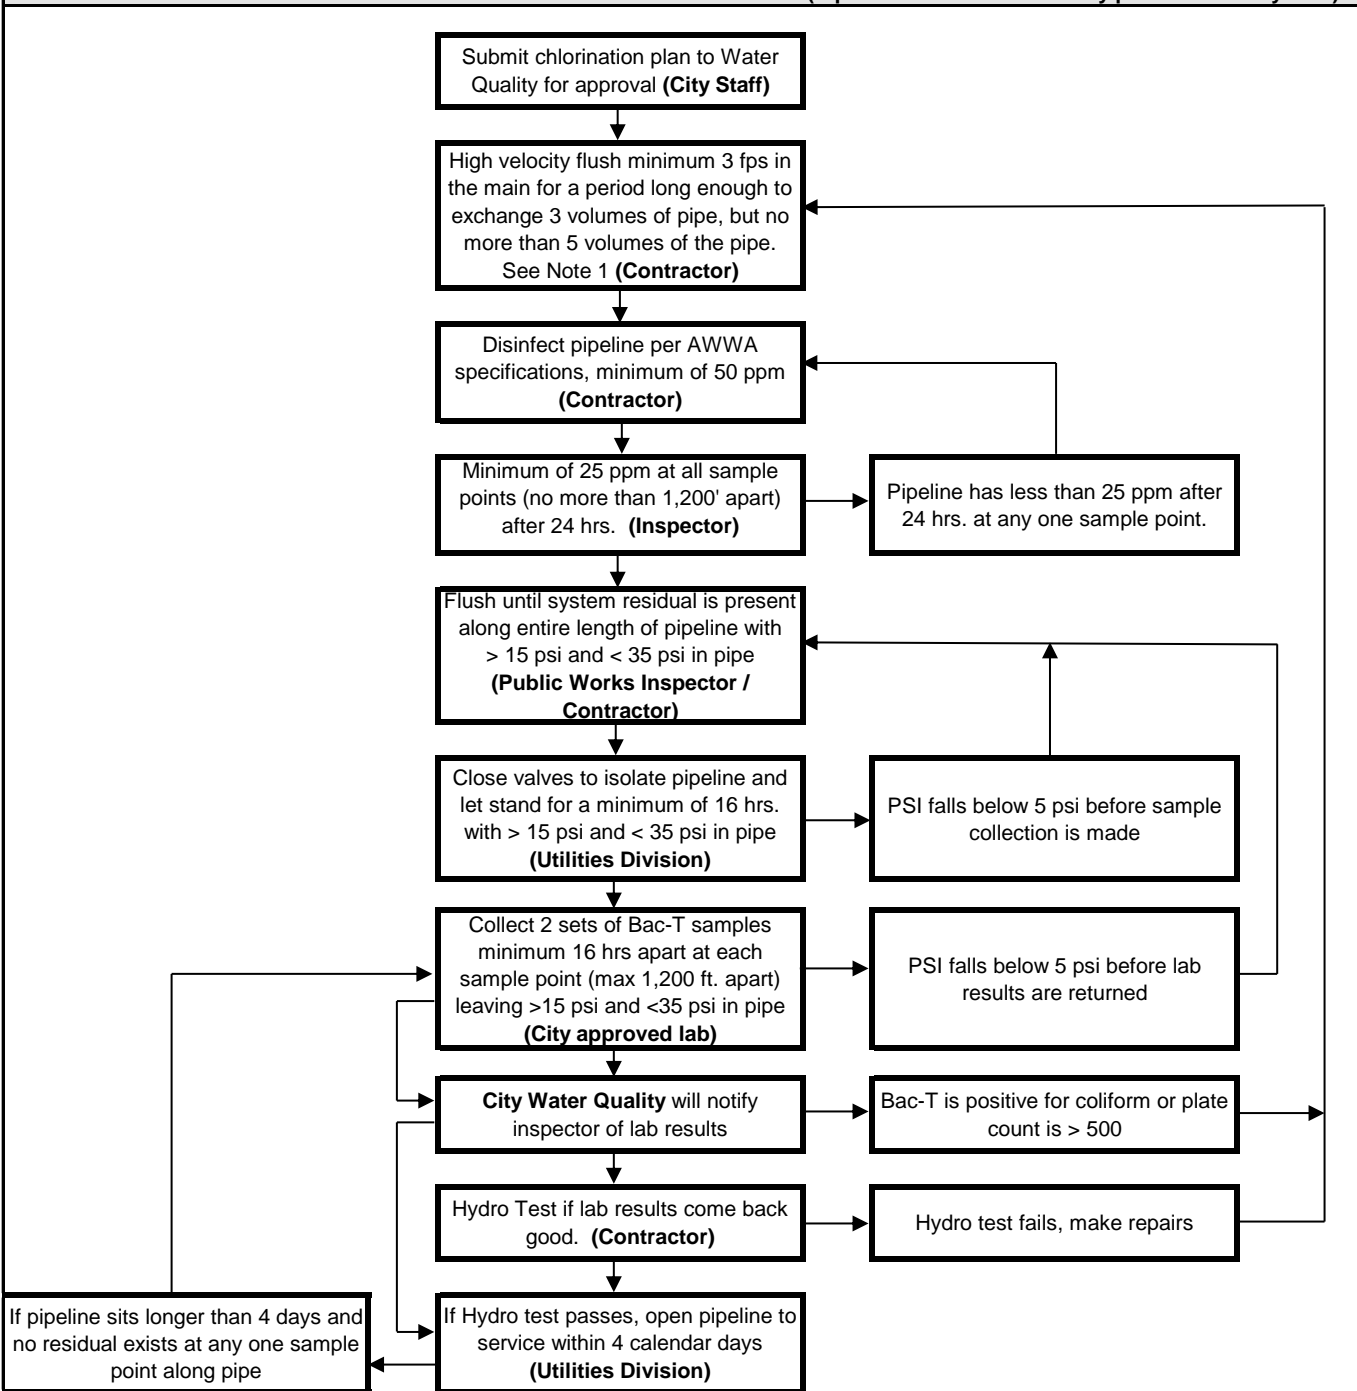 Submit chlorination plan to Water
Quality for approval (City Staff)
High velocity flush minimum 3 fps in
the main for a period long enough to
exchange 3 volumes of pipe, but no
more than 5 volumes of the pipe.
See Note 1 (Contractor)
Disinfect pipeline per AWWA
specifications, minimum of 50 ppm
(Contractor)
Minimum of 25 ppm at all sample
points (no more than 1,200' apart)
after 24 hrs. (Inspector)
Pipeline has less than 25 ppm after
24 hrs. at any one sample point.
Flush until system residual is present
along entire length of pipeline with
> 15 psi and < 35 psi in pipe
(Public Works Inspector /
Contractor)
Close valves to isolate pipeline and
let stand for a minimum of 16 hrs.
with > 15 psi and < 35 psi in pipe
(Utilities Division)
PSI falls below 5 psi before sample
collection is made
Collect 2 sets of Bac-T samples
minimum 16 hrs apart at each
sample point (max 1,200 ft. apart)
leaving >15 psi and <35 psi in pipe
(City approved lab)
PSI falls below 5 psi before lab
results are returned
City Water Quality will notify
inspector of lab results
Bac-T is positive for coliform or plate
count is > 500
Hydro Test if lab results come back
good. (Contractor)
Hydro test fails, make repairs
If pipeline sits longer than 4 days and
no residual exists at any one sample
point along pipe
If Hydro test passes, open pipeline to
service within 4 calendar days
(Utilities Division)